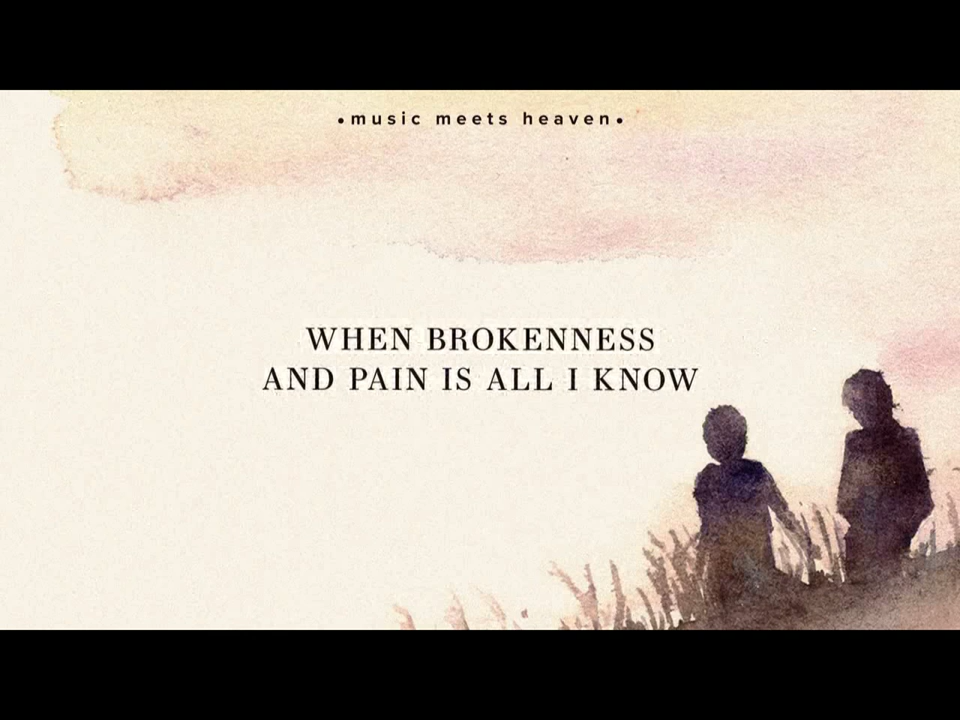 •music meets heaven•
WHEN BROKENNESS
AND PAIN IS ALL I KNOW